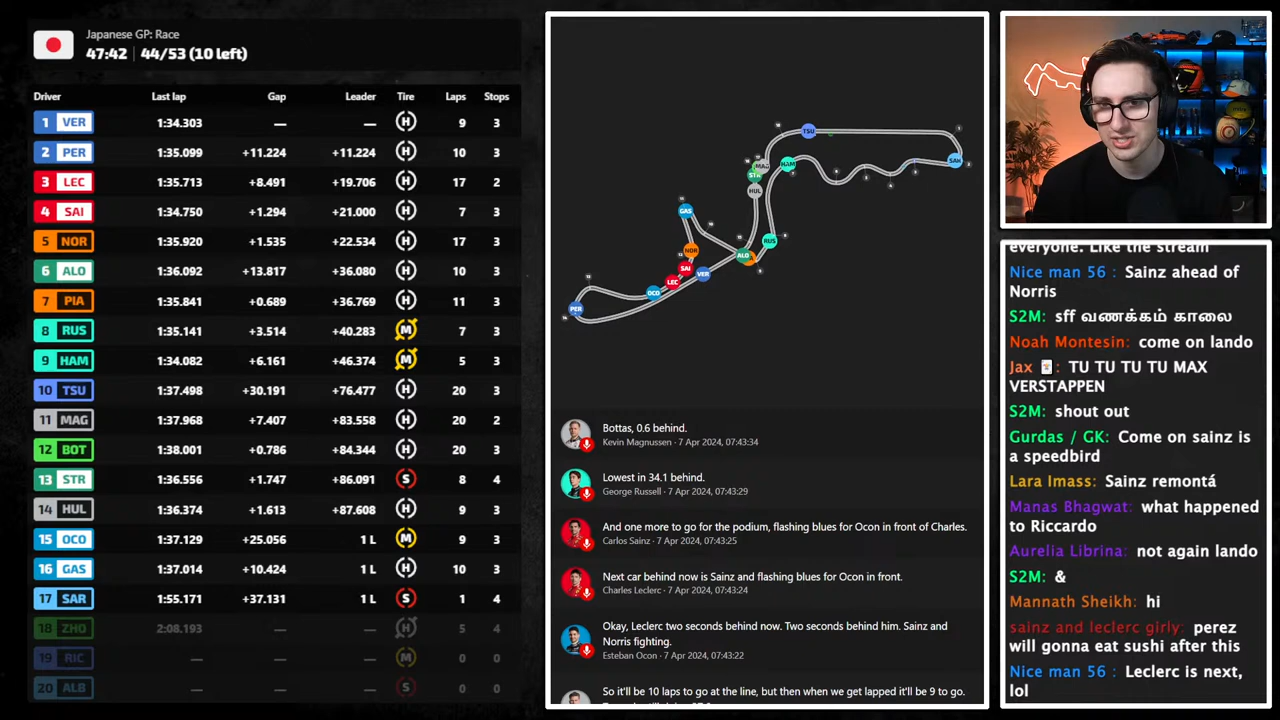 Japanese GP: Race
47:42 44/53 (10 left)
Driver Last lap Gap Leader Tire Laps Stops
1 VER 1:34.303 — — H 9 3
2 PER 1:35.099 +11.224 +11.224 H 10 3
3 LEC 1:35.713 +8.491 +19.706 H 17 2
4 SAI 1:34.750 +1.294 +21.000 H 7 3
5 NOR 1:35.920 +1.535 +22.534 H 17 3
6 ALO 1:36.092 +13.817 +36.080 H 10 3
7 PIA 1:35.841 +0.689 +36.769 H 11 3
8 RUS 1:35.141 +3.514 +40.283 M 7 3
9 HAM 1:34.082 +6.161 +46.374 M 5 3
10 TSU 1:37.498 +30.191 +76.477 H 20 3
11 MAG 1:37.968 +7.407 +83.558 H 20 2
12 BOT 1:38.001 +0.786 +84.344 H 20 3
13 STR 1:36.556 +1.747 +86.091 S 8 4
14 HUL 1:36.374 +1.613 +87.608 H 9 3
15 OCO 1:37.129 +25.056 1 L M 9 3
16 GAS 1:37.014 +10.424 1 L H 10 3
17 SAR 1:55.171 +37.131 1 L S 1 4
18 ZHO 2:08.193 — — H 5
19 RIC — — — M 0 0
20 ALB — — — S 0 0
TSU
SAR
HAM
MAG
STR
HUL
GAS
RUS
NOR
ALO
SAI
VER
LEC
OCO
PER
Bottas, 0.6 behind.
Kevin Magnussen · 7 Apr 2024, 07:43:34
Lowest in 34.1 behind.
George Russell · 7 Apr 2024, 07:43:29
And one more to go for the podium, flashing blues for Ocon in front of Charles.
Carlos Sainz · 7 Apr 2024, 07:43:25
Next car behind now is Sainz and flashing blues for Ocon in front.
Charles Leclerc · 7 Apr 2024, 07:43:24
Okay, Leclerc two seconds behind now. Two seconds behind him. Sainz and
Norris fighting.
Esteban Ocon · 7 Apr 2024, 07:43:22
So it'll be 10 laps to go at the line, but then when we get lapped it'll be 9 to go.
everyone. Like the stream
Nice man 56 : Sainz ahead of
Norris
S2M: sff வணக்கம் காலை
Noah Montesin: come on lando
Jax 🃏: TU TU TU TU MAX
VERSTAPPEN
S2M: shout out
Gurdas / GK: Come on sainz is
a speedbird
Lara Imass: Sainz remontá
Manas Bhagwat: what happened
to Riccardo
Aurelia Librina: not again lando
S2M: &
Mannath Sheikh: hi
sainz and leclerc girly: perez
will gonna eat sushi after this
Nice man 56 : Leclerc is next,
lol